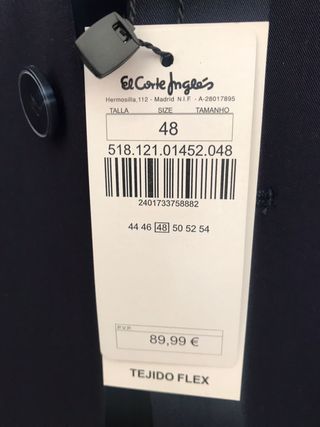 El Corte Inglés
Hermosilla, 112 - Madrid N.I.F. - A-28017895
TALLA SIZE TAMANHO
48
518.121.01452.048
2401733758882
44 46 48 50 52 54
P.V.P.
89,99 €
TEJIDO FLEX